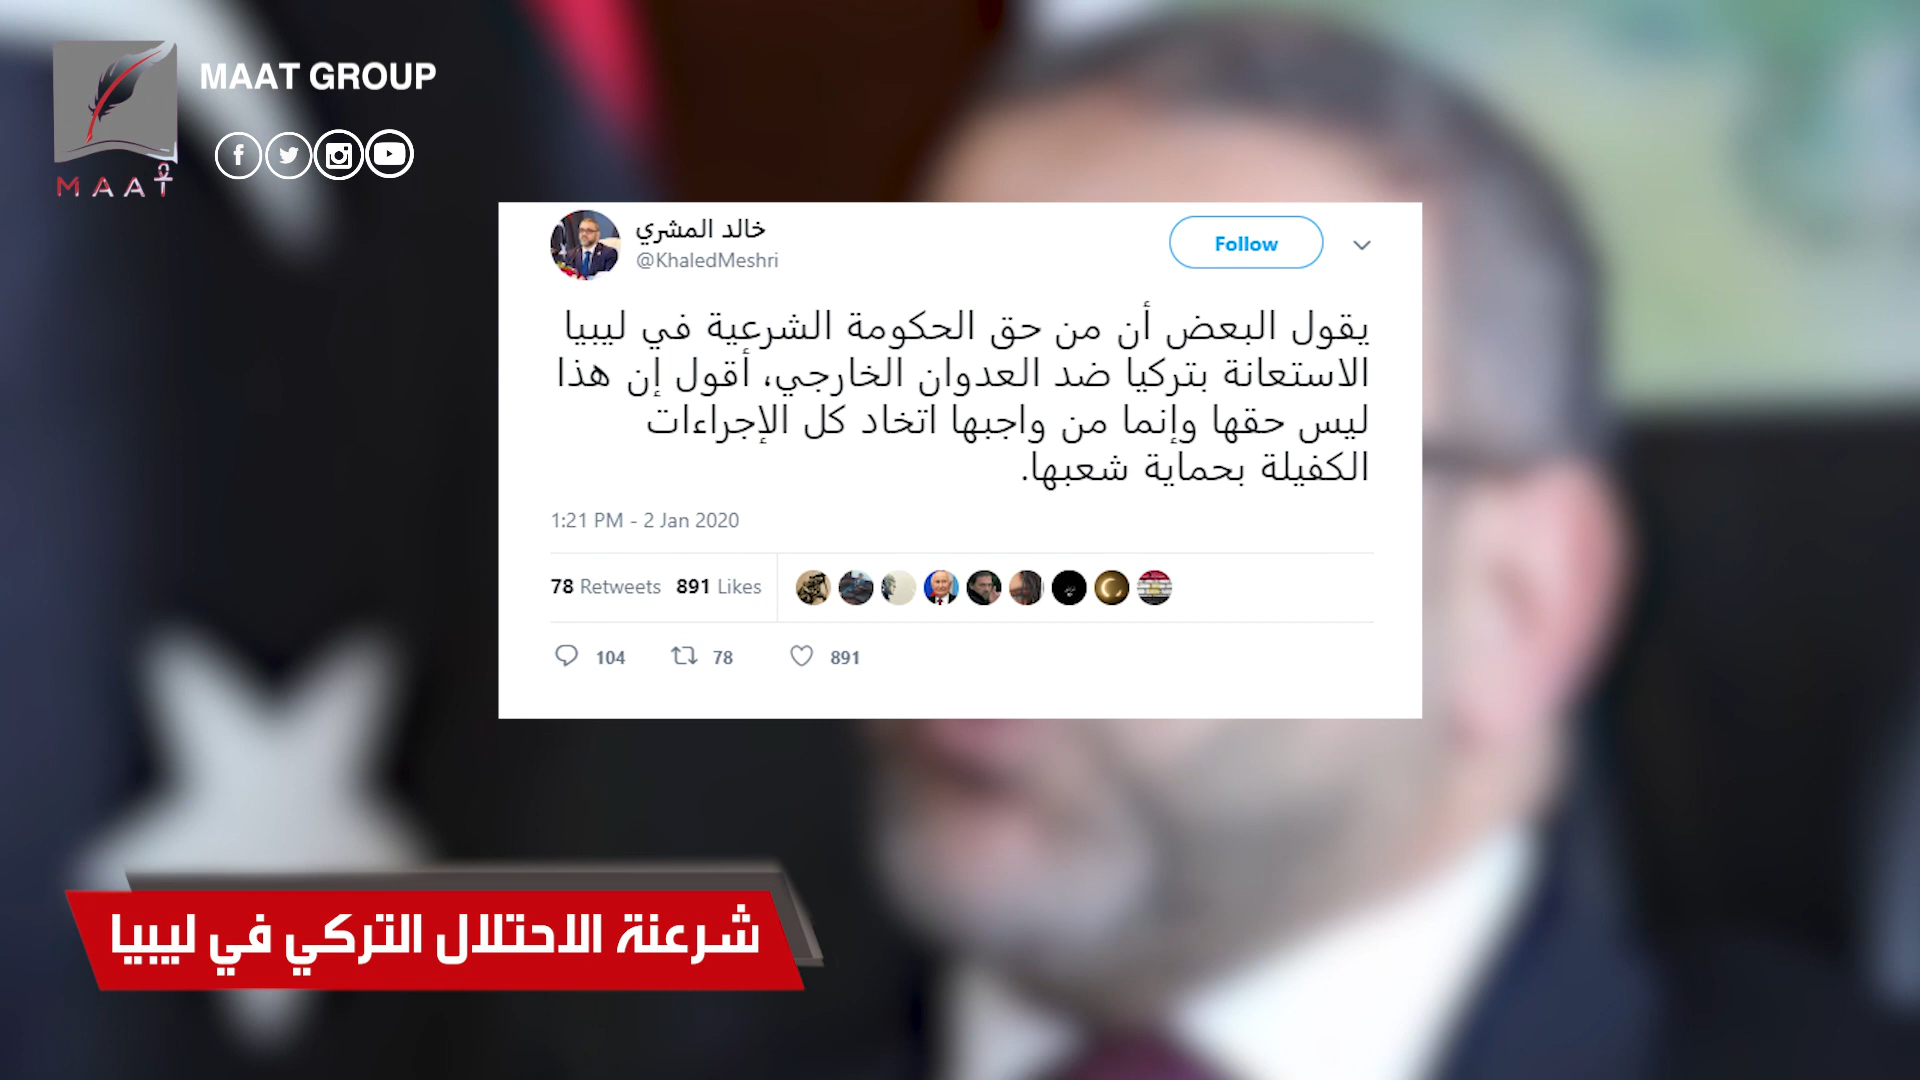 MAAT GROUP
MAAT
خالد المشري
@KhaledMeshri
Follow
يقول البعض أن من حق الحكومة الشرعية في ليبيا
الاستعانة بتركيا ضد العدوان الخارجي، أقول إن هذا
ليس حقها وإنما من واجبها اتخاد كل الإجراءات
الكفيلة بحماية شعبها.
1:21 PM - 2 Jan 2020
78 Retweets 891 Likes
104 78 891
شرعنة الاحتلال التركي في ليبيا